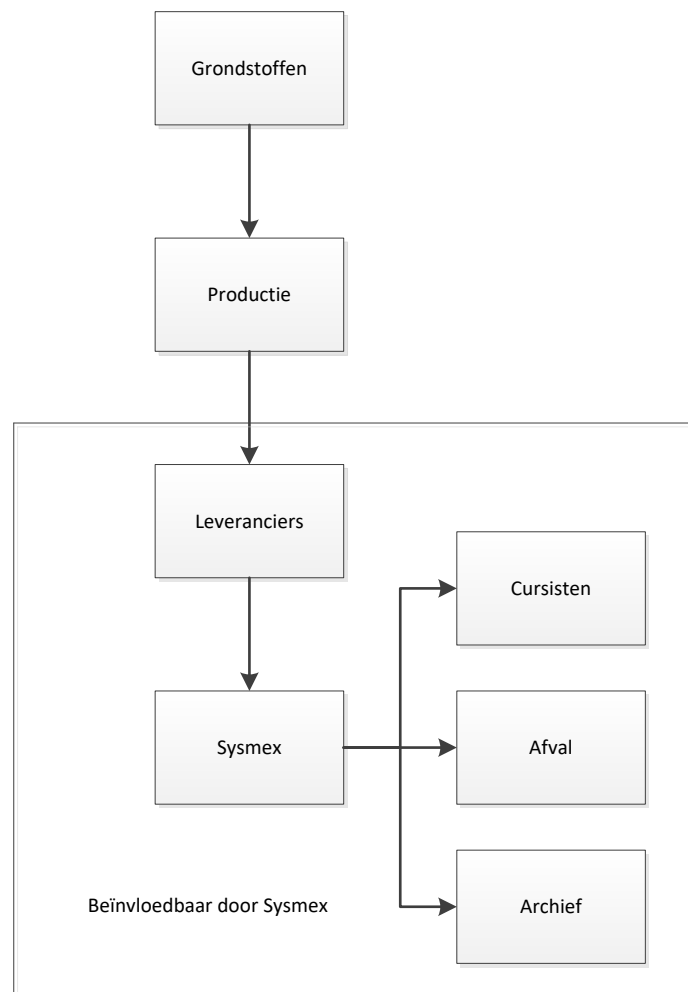 Grondstoffen
Productie
Leveranciers
Cursisten
Sysmex
Afval
Beïnvloedbaar door Sysmex
Archief